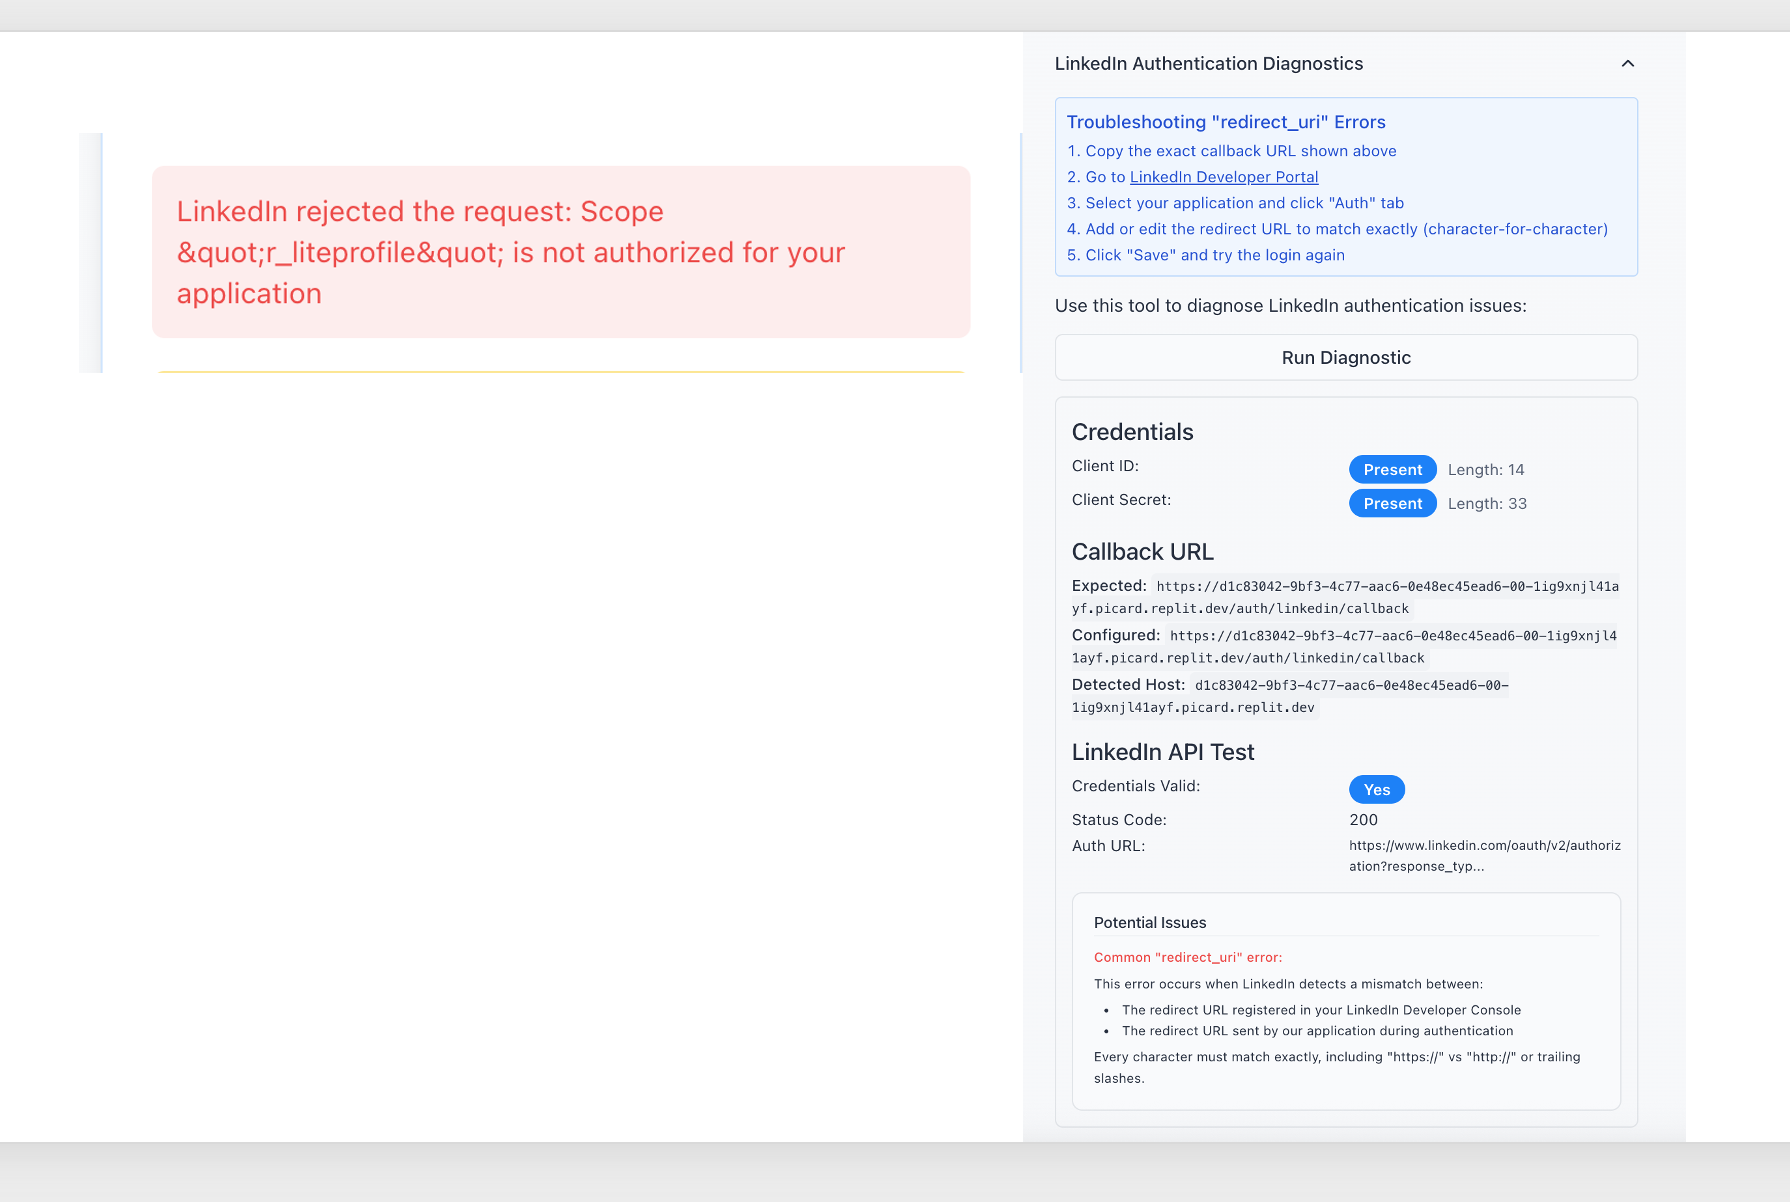 LinkedIn rejected the request: Scope
&quot;r_liteprofile&quot; is not authorized for your
application
LinkedIn Authentication Diagnostics
Troubleshooting "redirect_uri" Errors
1. Copy the exact callback URL shown above
2. Go to LinkedIn Developer Portal
3. Select your application and click "Auth" tab
4. Add or edit the redirect URL to match exactly (character-for-character)
5. Click "Save" and try the login again
Use this tool to diagnose LinkedIn authentication issues:
Run Diagnostic
Credentials
Client ID: Present Length: 14
Client Secret: Present Length: 33
Callback URL
Expected: https://d1c83042-9bf3-4c77-aac6-0e48ec45ead6-00-1ig9xnjl41a
yf.picard.replit.dev/auth/linkedin/callback
Configured: https://d1c83042-9bf3-4c77-aac6-0e48ec45ead6-00-1ig9xnjl4
1ayf.picard.replit.dev/auth/linkedin/callback
Detected Host: d1c83042-9bf3-4c77-aac6-0e48ec45ead6-00-
1ig9xnjl41ayf.picard.replit.dev
LinkedIn API Test
Credentials Valid: Yes
Status Code: 200
Auth URL: https://www.linkedin.com/oauth/v2/authoriz
ation?response_typ...
Potential Issues
Common "redirect_uri" error:
This error occurs when LinkedIn detects a mismatch between:
• The redirect URL registered in your LinkedIn Developer Console
• The redirect URL sent by our application during authentication
Every character must match exactly, including "https://" vs "http://" or trailing
slashes.